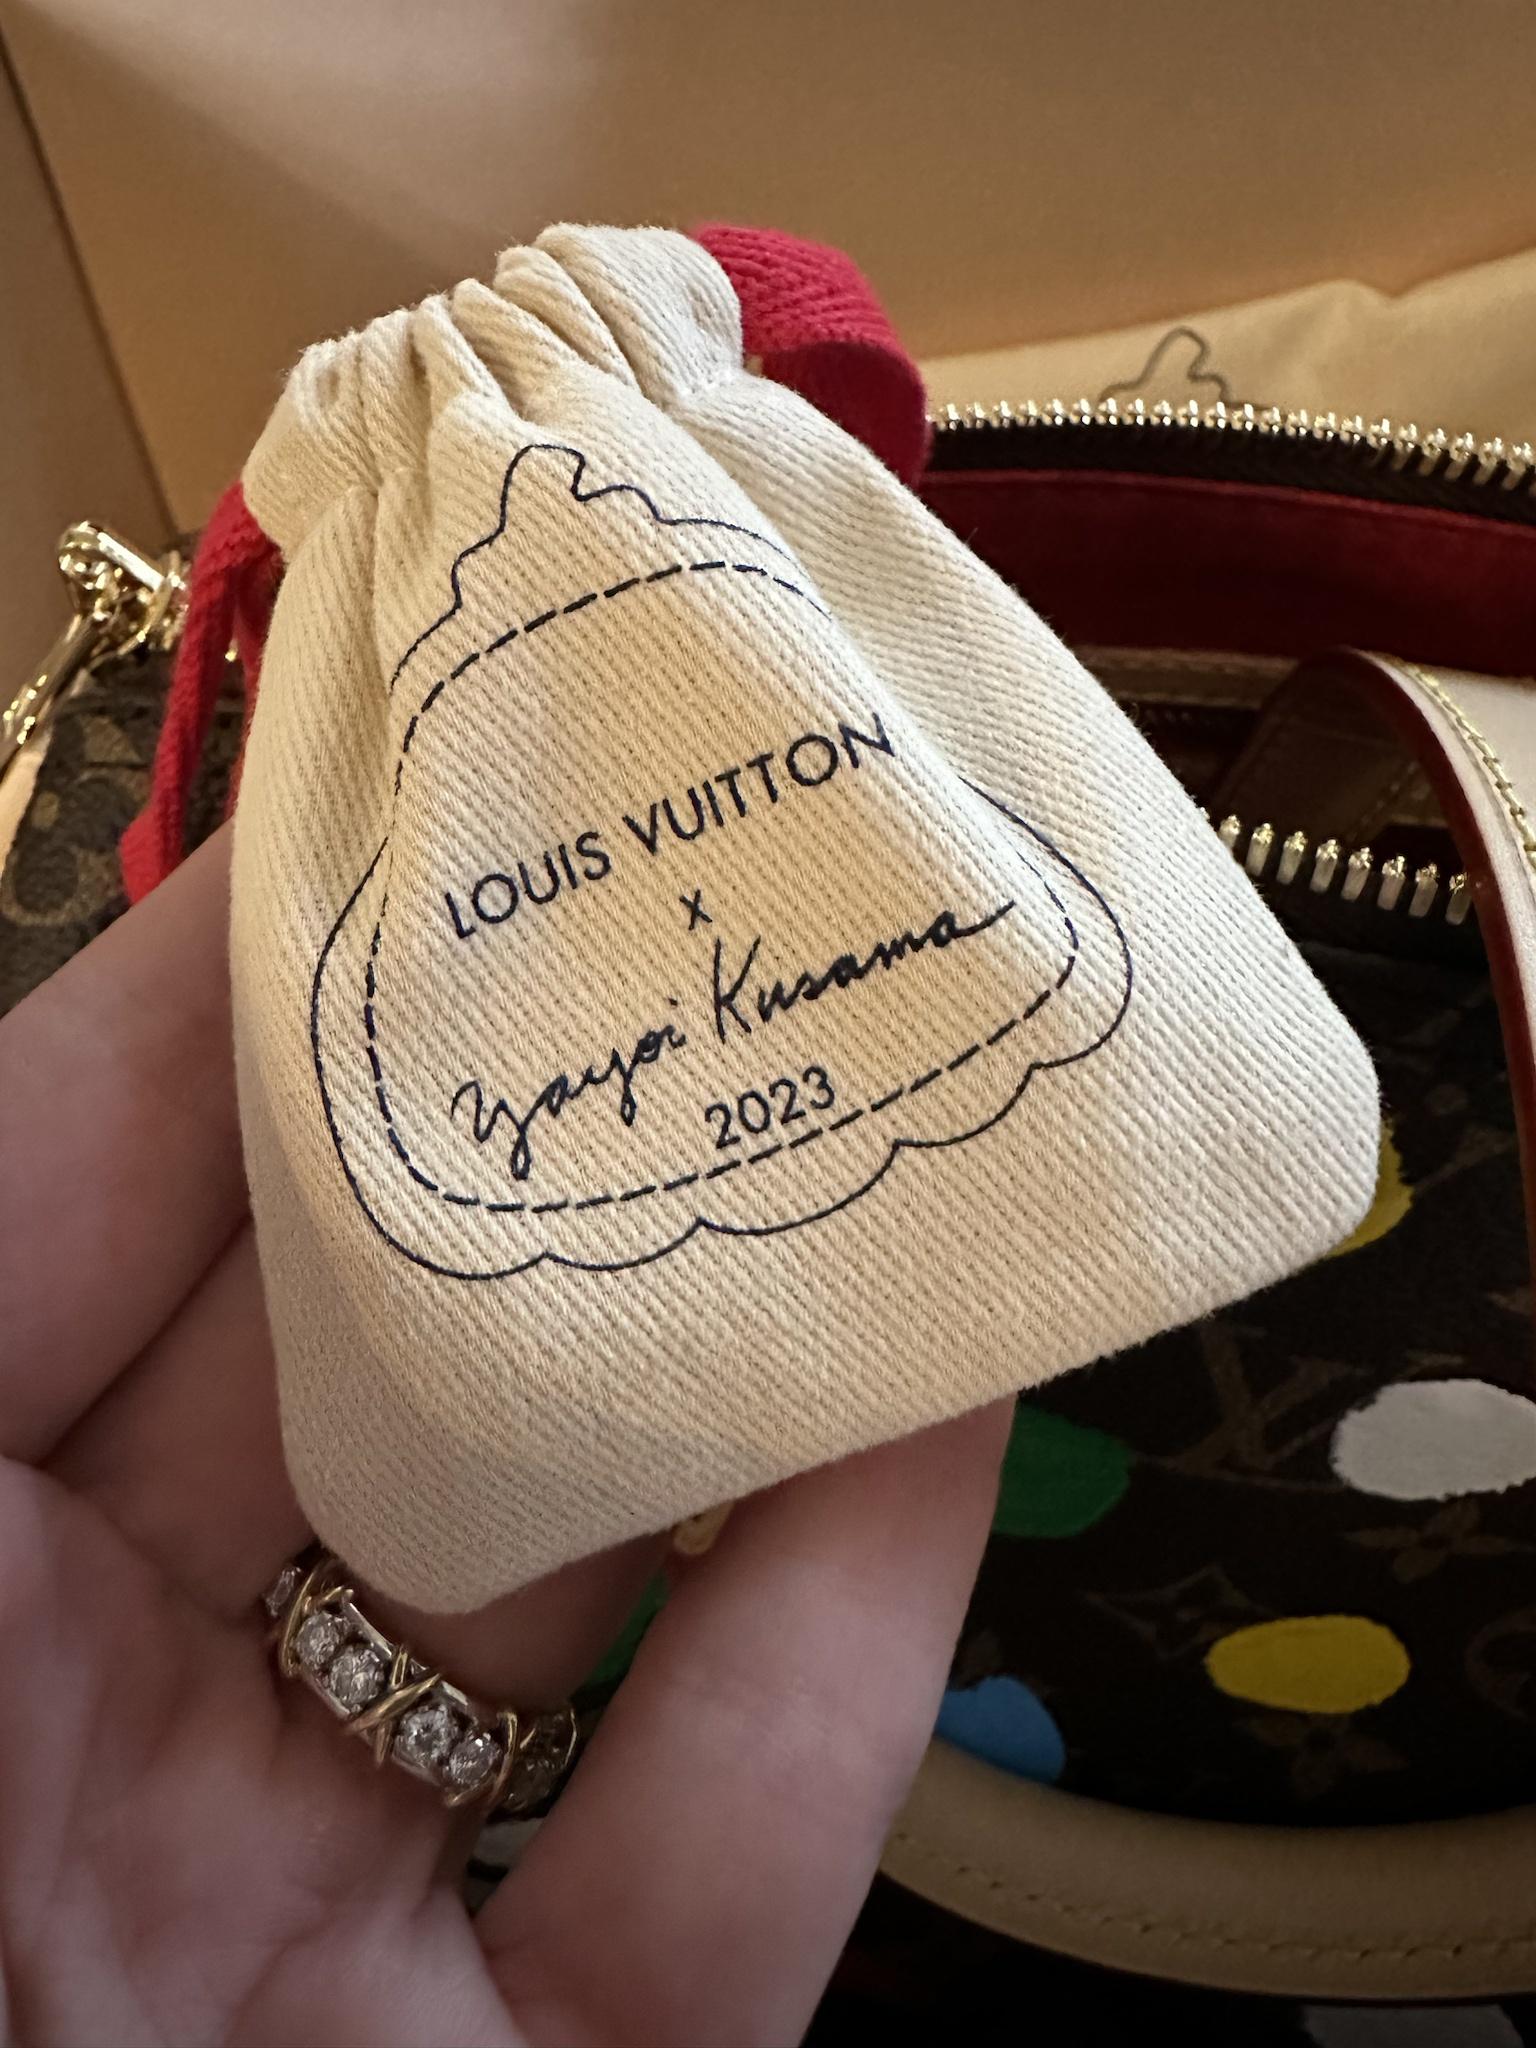 LOUIS VUITTON
x
Yayoi Kusama
2023